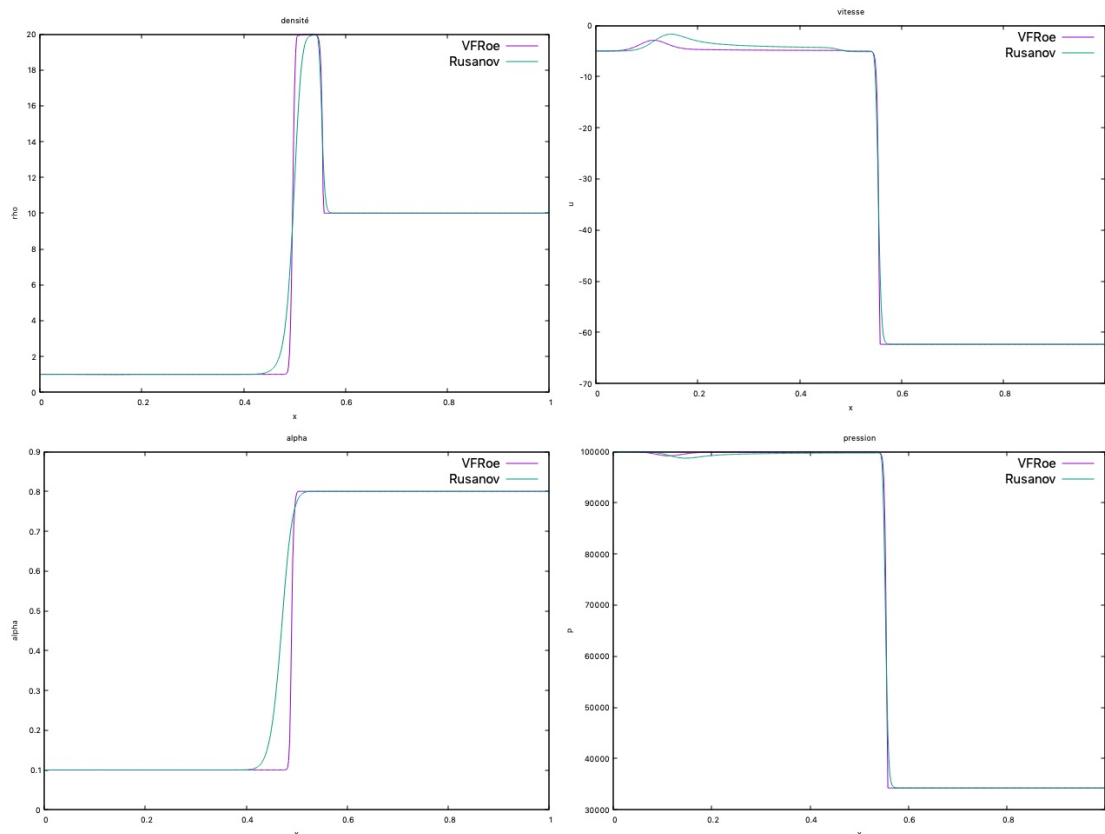 densité
20
18
16
14
12
10
8
6
4
2
0
rho
VFRoe
Rusanov
0 0.2 0.4 0.6 0.8 1
x
vitesse
0
-10
-20
-30
-40
-50
-60
-70
u
VFRoe
Rusanov
0 0.2 0.4 0.6 0.8
x
alpha
0.9
0.8
0.7
0.6
0.5
0.4
0.3
0.2
0.1
0
alpha
VFRoe
Rusanov
0 0.2 0.4 0.6 0.8 1
pression
100000
90000
80000
70000
60000
50000
40000
30000
p
VFRoe
Rusanov
0 0.2 0.4 0.6 0.8